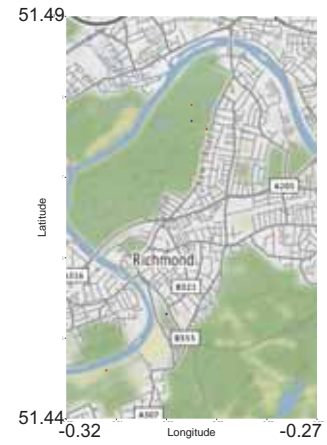 51.49
A205
Latitude
Richmond
A316
B321
B353
51.44
A307
-0.32
Longitude
-0.27